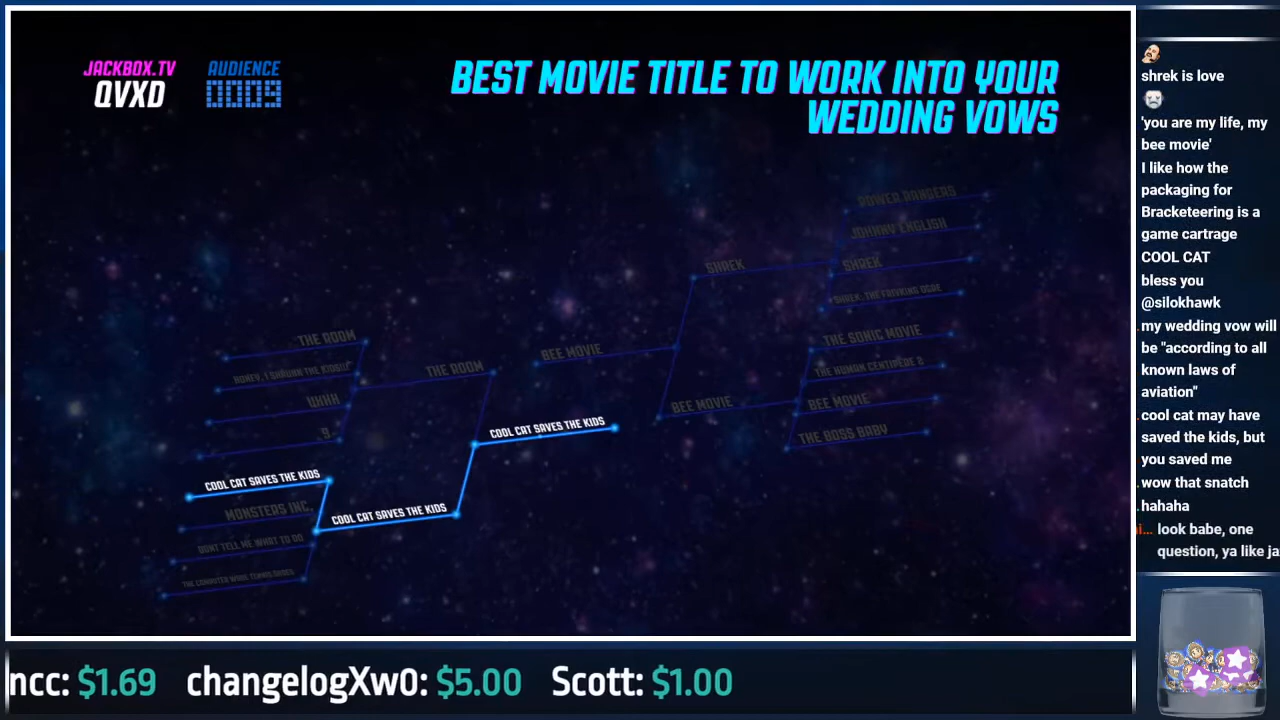 JACKBOX.TV
QVXD
AUDIENCE
0009
BEST MOVIE TITLE TO WORK INTO YOUR
WEDDING VOWS
THE ROOM
HONEY, I SHRUNK THE KIDS!!!
UHHH
9
THE ROOM
COOL CAT SAVES THE KIDS
MONSTERS INC.
DONT TELL ME WHAT TO DO
COOL CAT SAVES THE KIDS
COOL CAT SAVES THE KIDS
BEE MOVIE
SHREK
BEE MOVIE
POWER RANGERS
JOHNNY ENGLISH
SHREK
THE SONIC MOVIE
THE HUMAN CENTIPEDE 2
BEE MOVIE
THE BOSS BABY
shrek is love
'you are my life, my
bee movie'
I like how the
packaging for
Bracketeering is a
game cartrage
COOL CAT
bless you
@silokhawk
my wedding vow will
be "according to all
known laws of
aviation"
cool cat may have
saved the kids, but
you saved me
wow that snatch
hahaha
look babe, one
question, ya like ja
ncc: $1.69 changelogXw0: $5.00 Scott: $1.00